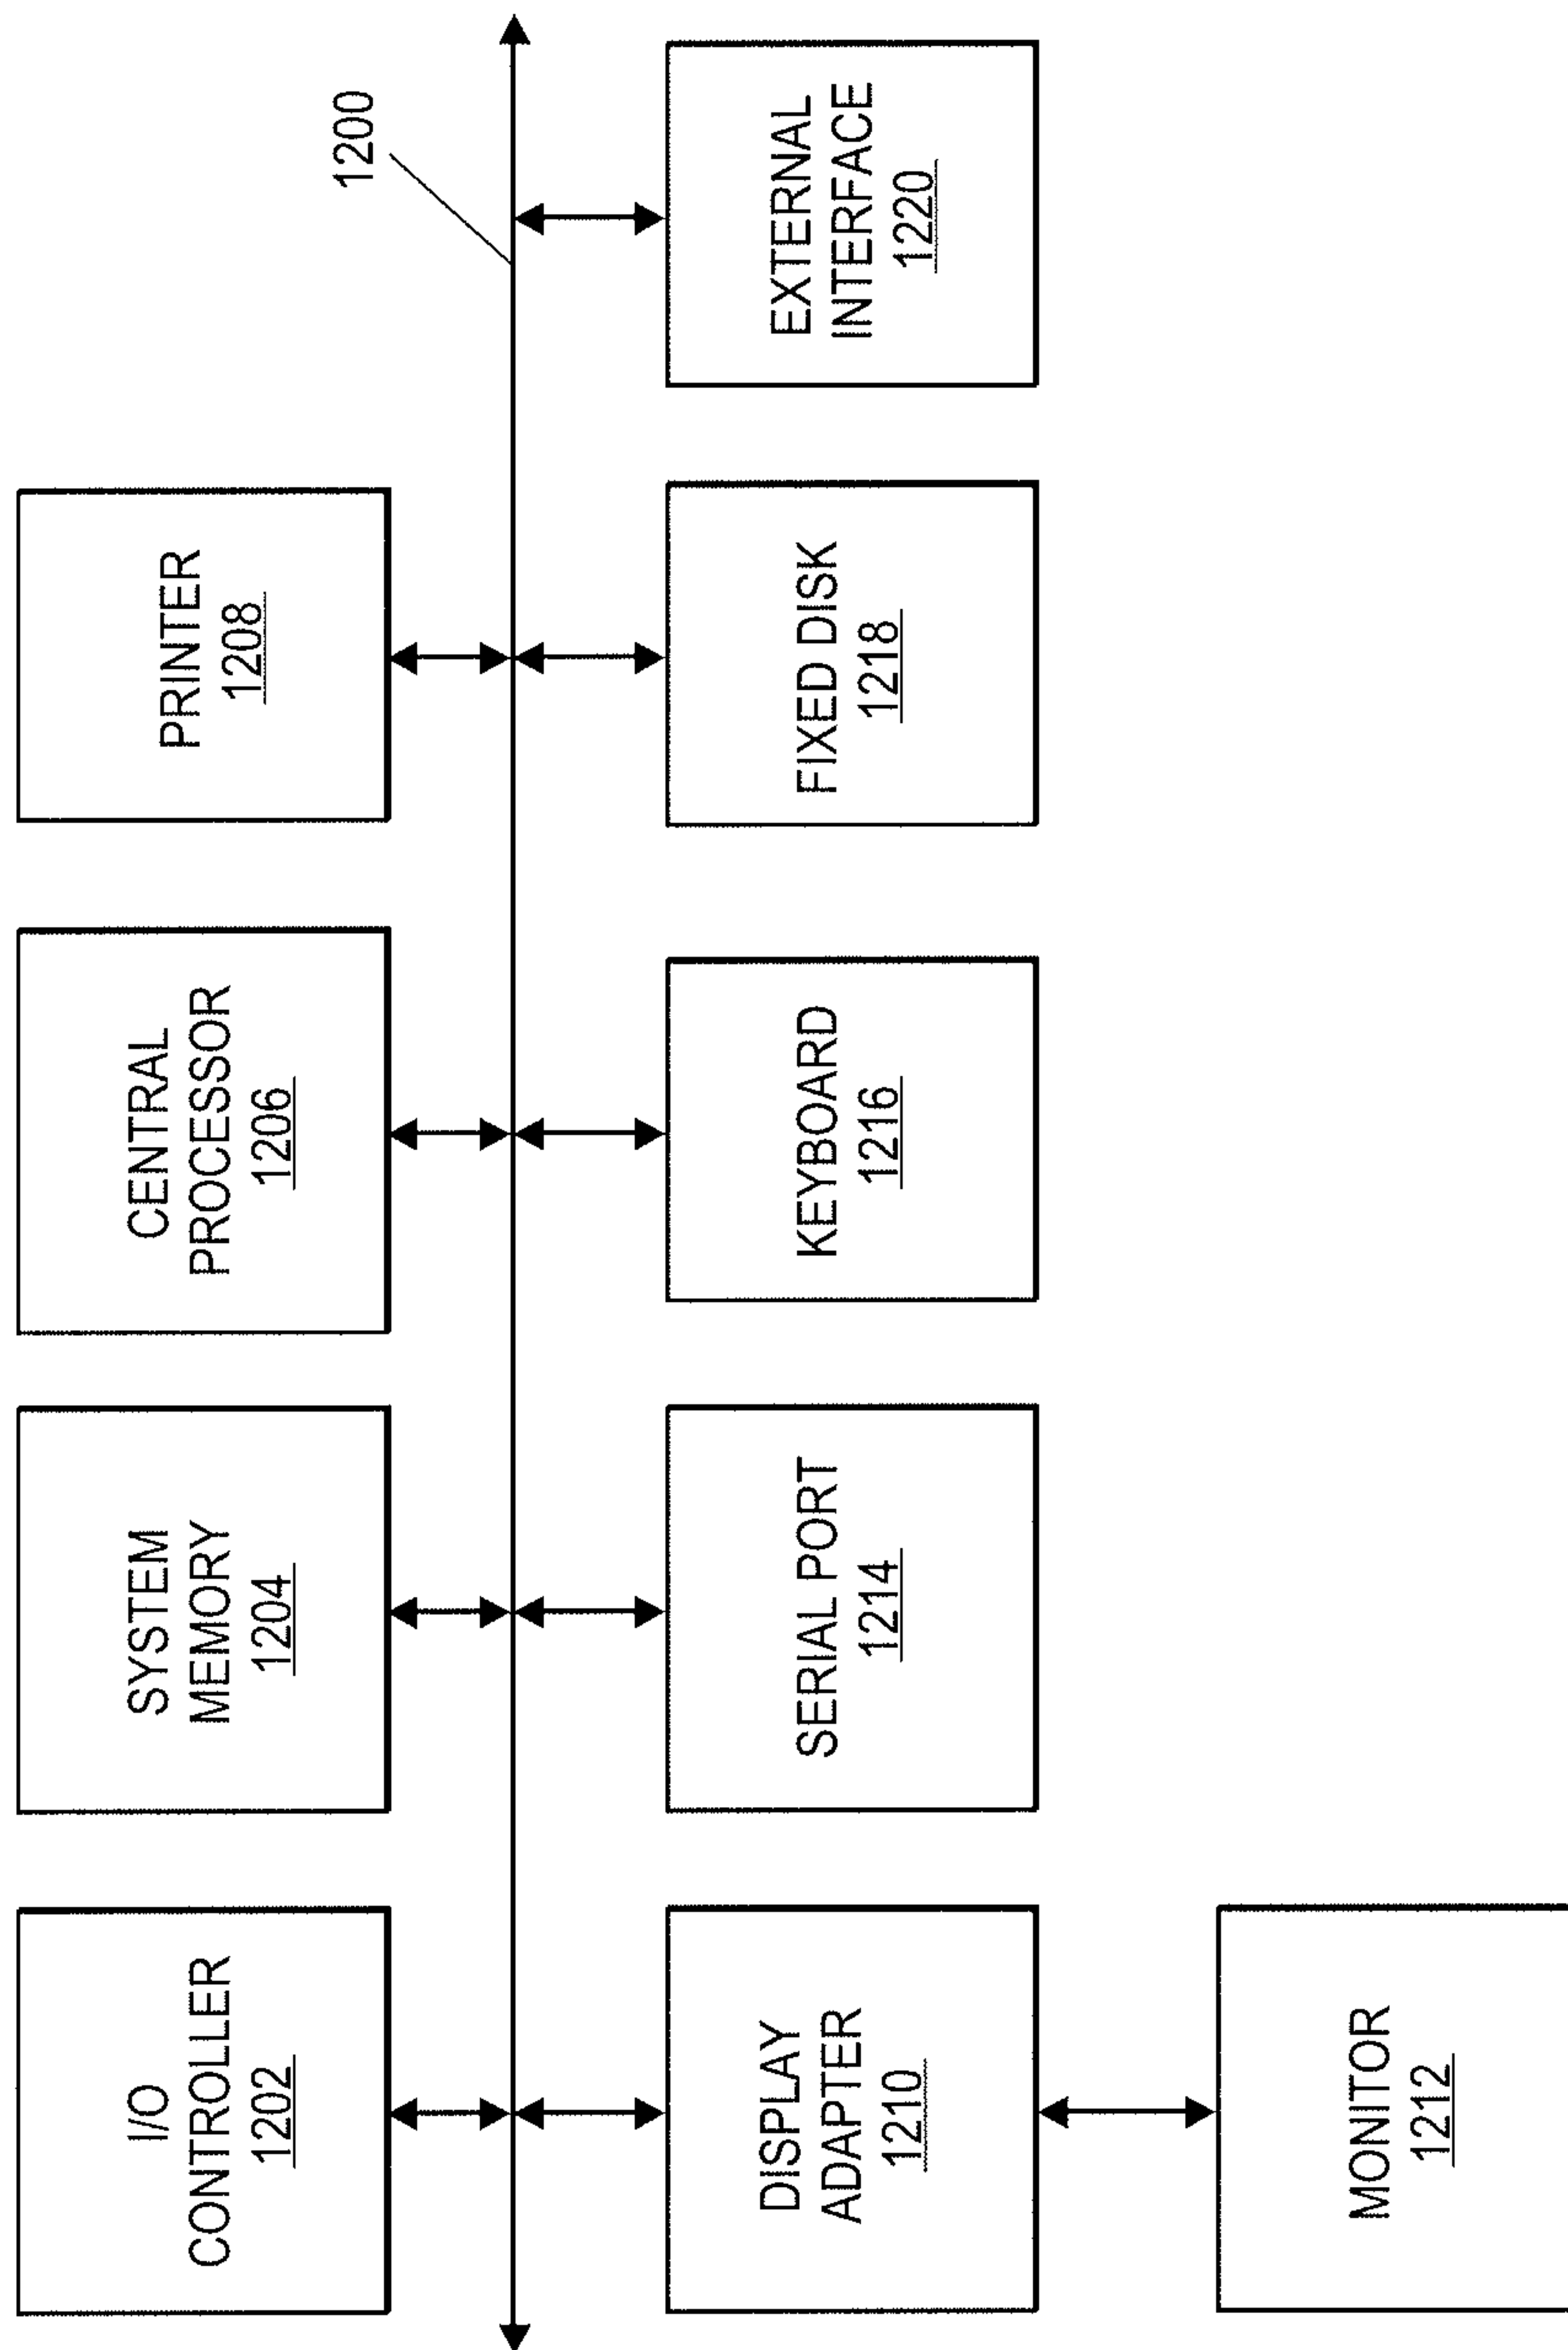 I/O
CONTROLLER
1202
SYSTEM
MEMORY
1204
CENTRAL
PROCESSOR
1206
PRINTER
1208
1200
DISPLAY
ADAPTER
1210
SERIAL PORT
1214
KEYBOARD
1216
FIXED DISK
1218
EXTERNAL
INTERFACE
1220
MONITOR
1212